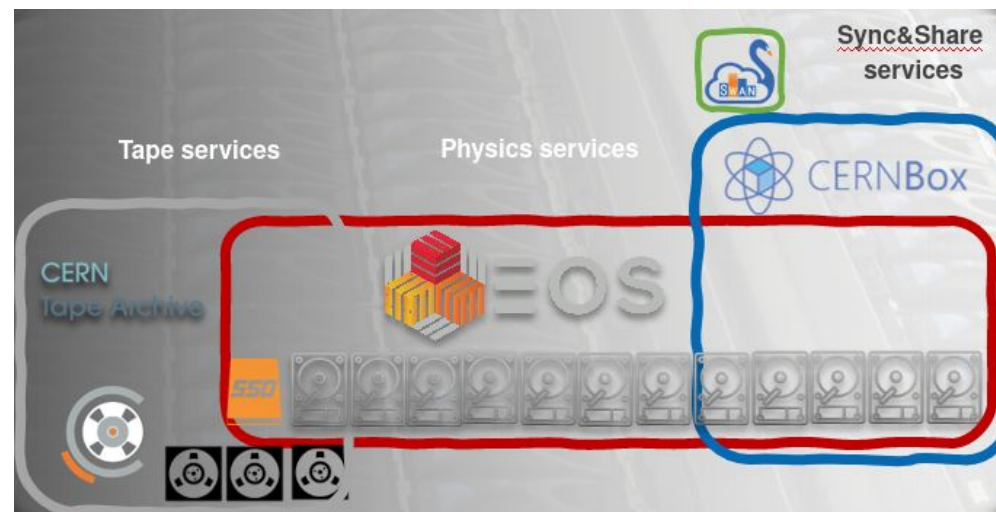 Sync&Share
services
SWAN
Tape services
Physics services
CERNBox
CERN
Tape Archive
EOS
SSD